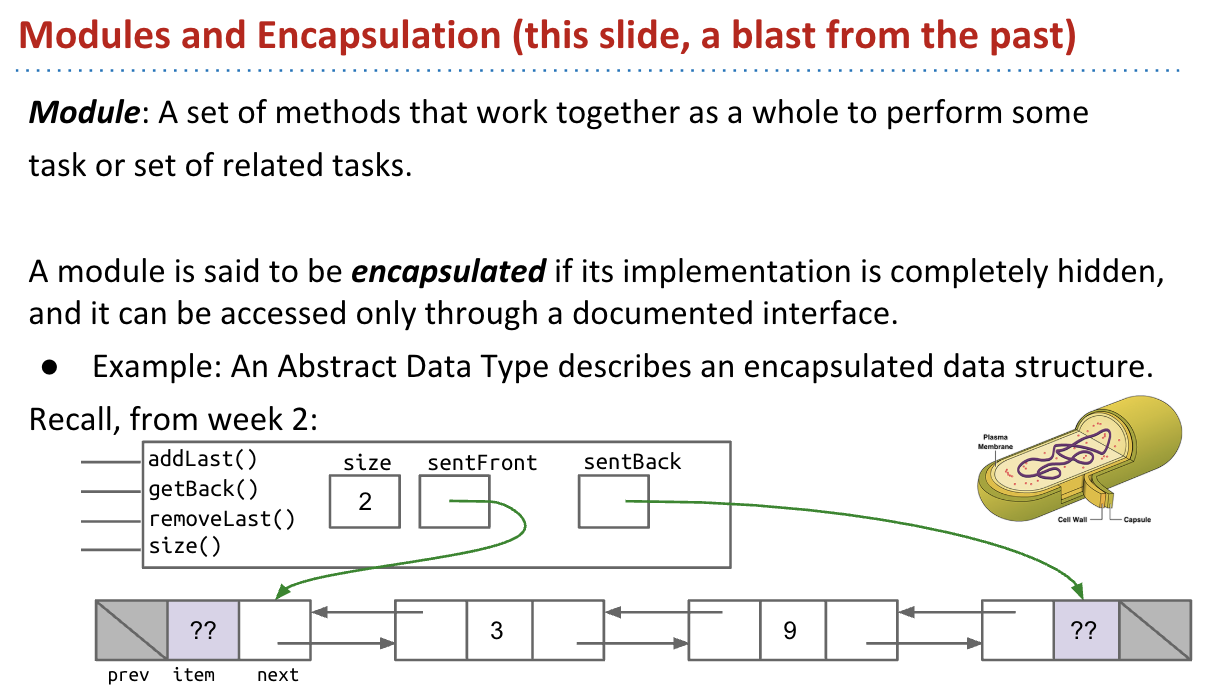 Modules and Encapsulation (this slide, a blast from the past)
Module: A set of methods that work together as a whole to perform some
task or set of related tasks.
A module is said to be encapsulated if its implementation is completely hidden,
and it can be accessed only through a documented interface.
● Example: An Abstract Data Type describes an encapsulated data structure.
Recall, from week 2:
addLast()
getBack()
removeLast()
size()
size
sentFront
sentBack
2
Plasma
Membrane
Cell Wall
Capsule
??
3
9
??
prev
item
next